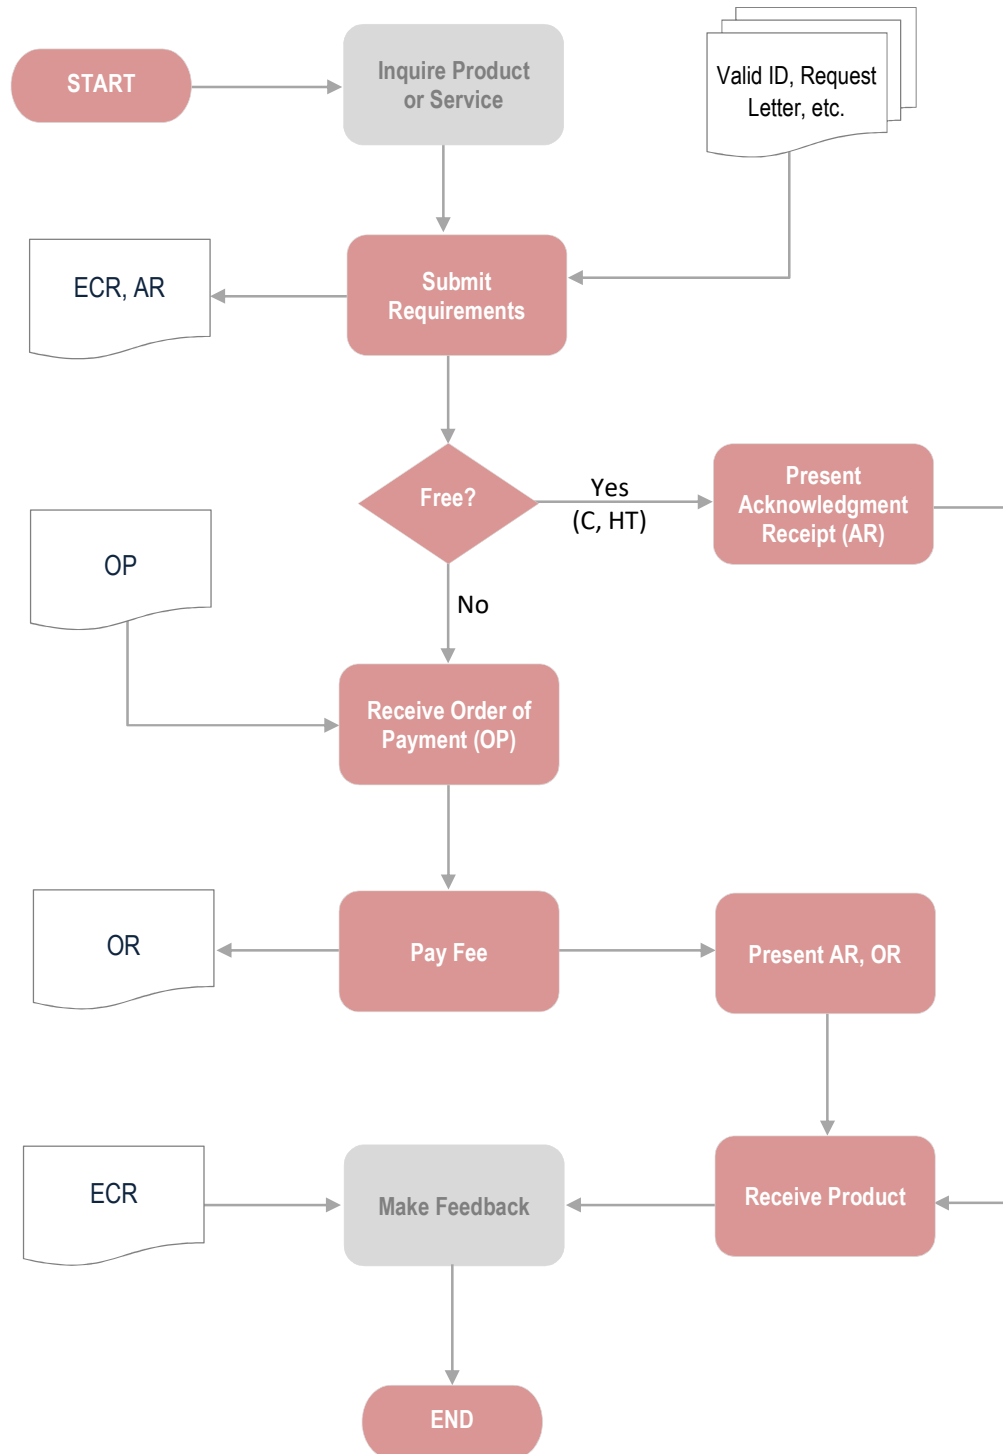 START
Inquire Product
or Service
Valid ID, Request
Letter, etc.
ECR, AR
Submit
Requirements
Free?
Yes
(C, HT)
Present
Acknowledgment
Receipt (AR)
OP
No
Receive Order of
Payment (OP)
OR
Pay Fee
Present AR, OR
ECR
Make Feedback
Receive Product
END